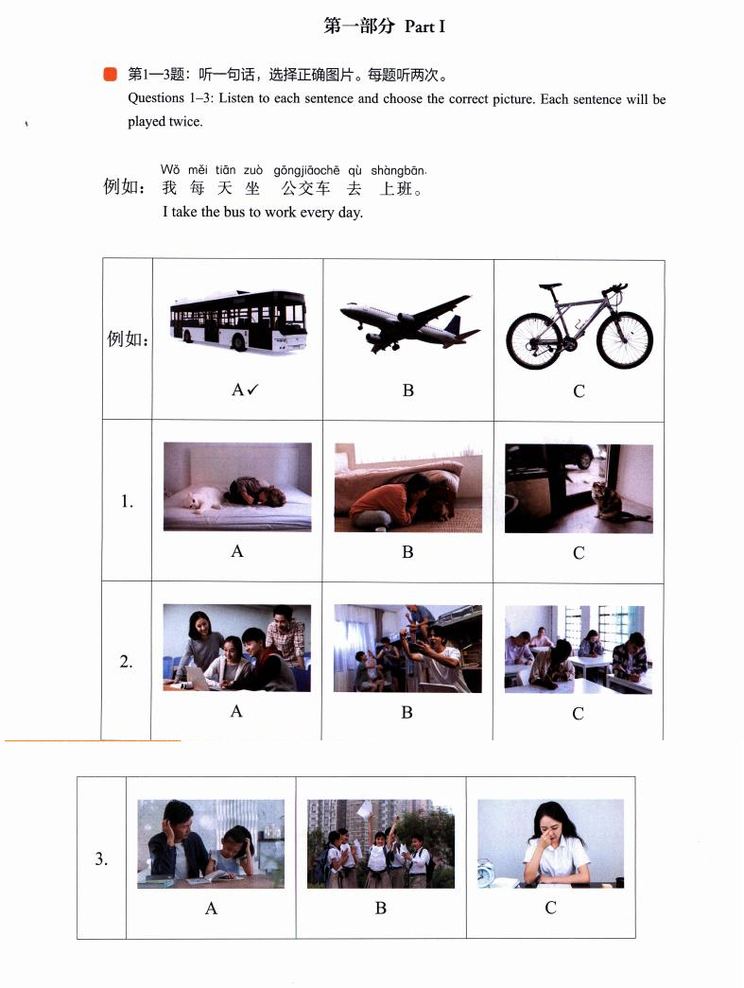 第一部分 Part I
第1—3题：听一句话，选择正确图片。每题听两次。
Questions 1–3: Listen to each sentence and choose the correct picture. Each sentence will be
played twice.
Wǒ měi tiān zuò gōngjiāochē qù shàngbān.
例如： 我 每 天 坐 公交车 去 上班。
I take the bus to work every day.
例如:
A✓ B C
1.
A B C
2.
A B C
3.
A B C